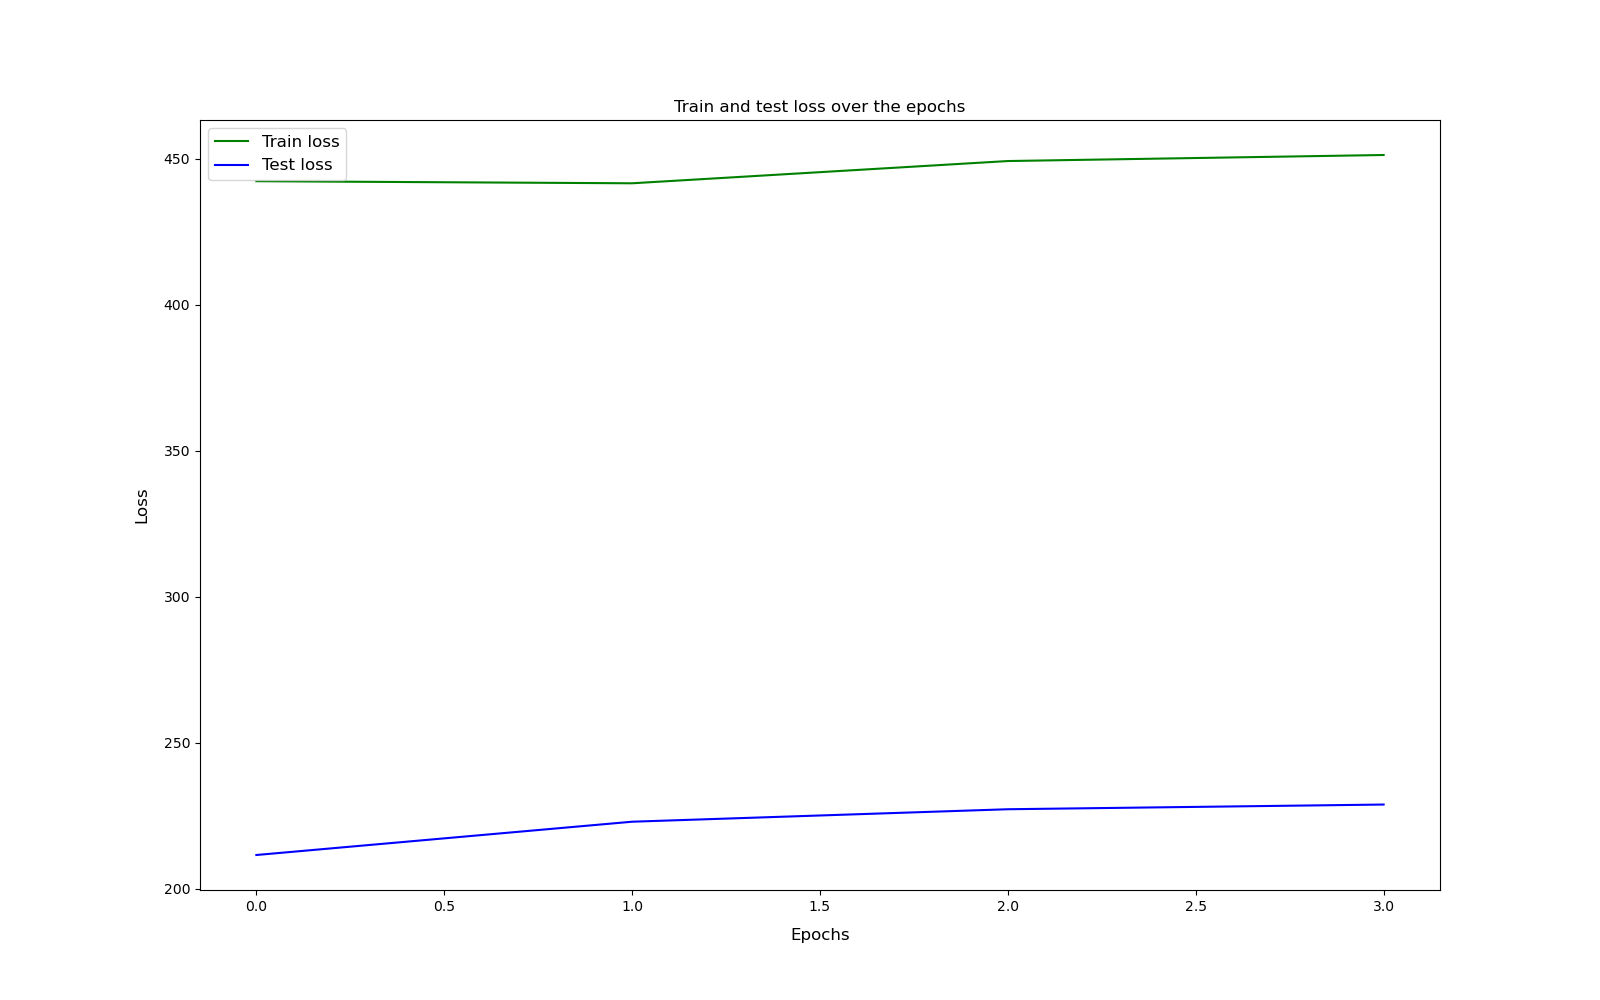 Train and test loss over the epochs
Train loss
Test loss
450
400
350
300
250
200
Loss
0.0 0.5 1.0 1.5 2.0 2.5 3.0
Epochs